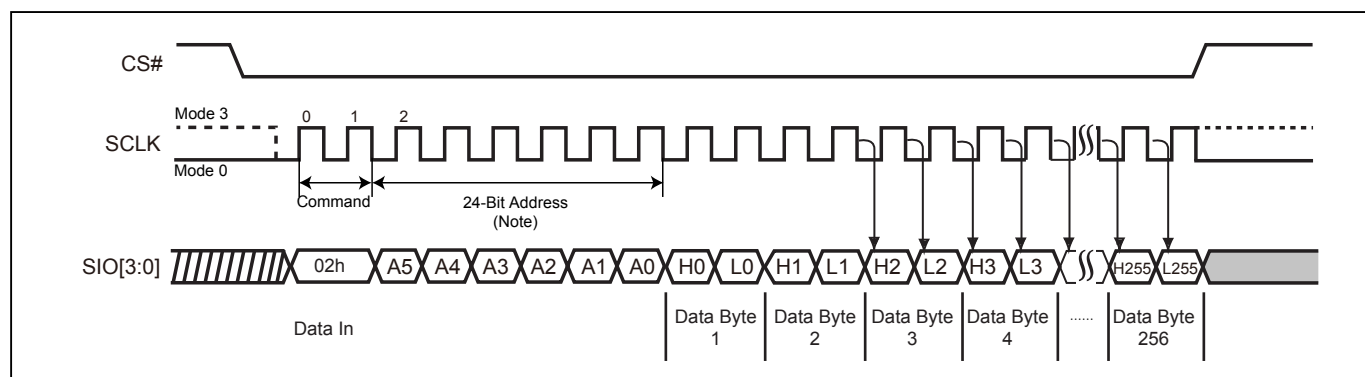 CS#
Mode 3
0 1 2
SCLK
Mode 0
Command
24-Bit Address
(Note)
SIO[3:0]
02h A5 A4 A3 A2 A1 A0 H0 L0 H1 L1 H2 L2 H3 L3 H255 L255
Data In
Data Byte
1
Data Byte
2
Data Byte
3
Data Byte
4
......
Data Byte
256